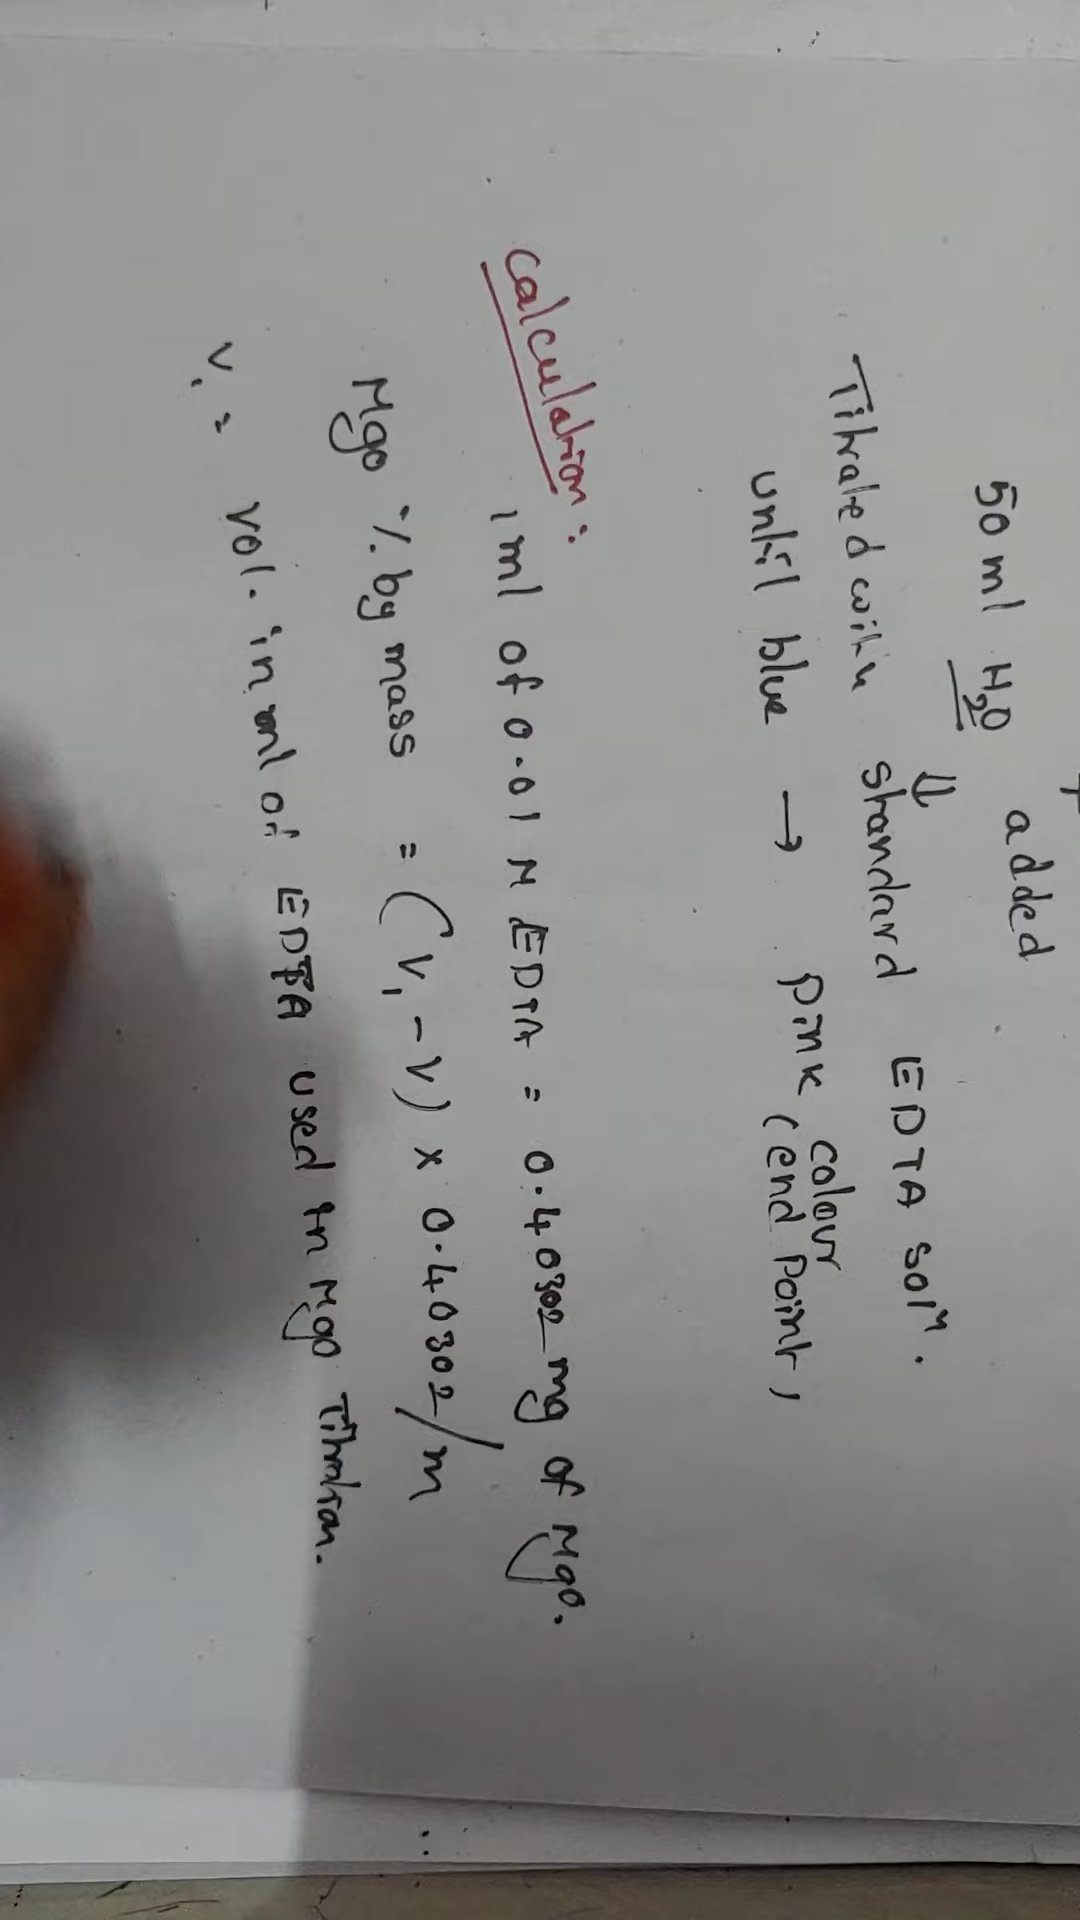 50 ml H2O added
⇓
Titrated with standard EDTA solⁿ.
until blue → pink colour
(end point)
Calculation:
1 ml of 0.01 M EDTA = 0.40302 mg of Mgo.
Mgo % by mass = (V1 - V) x 0.40302/m
V1 = vol. in ml of EDTA used in Mgo Titration.